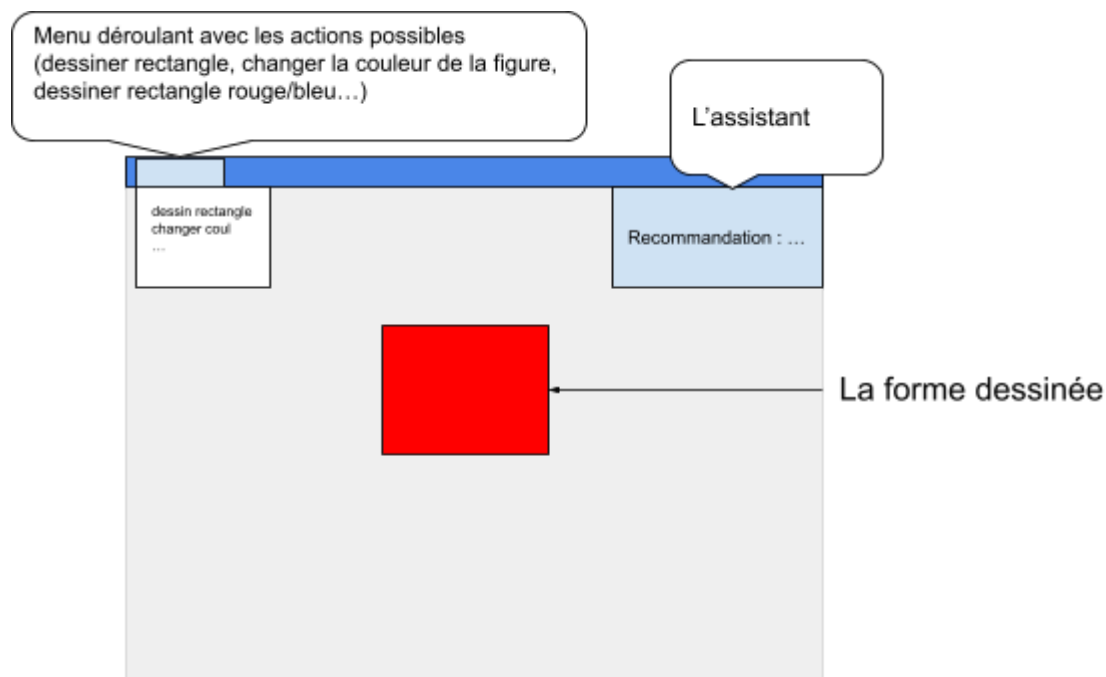 Menu déroulant avec les actions possibles
(dessiner rectangle, changer la couleur de la figure,
dessiner rectangle rouge/bleu…)
L’assistant
dessin rectangle
changer coul
…
Recommandation : …
La forme dessinée